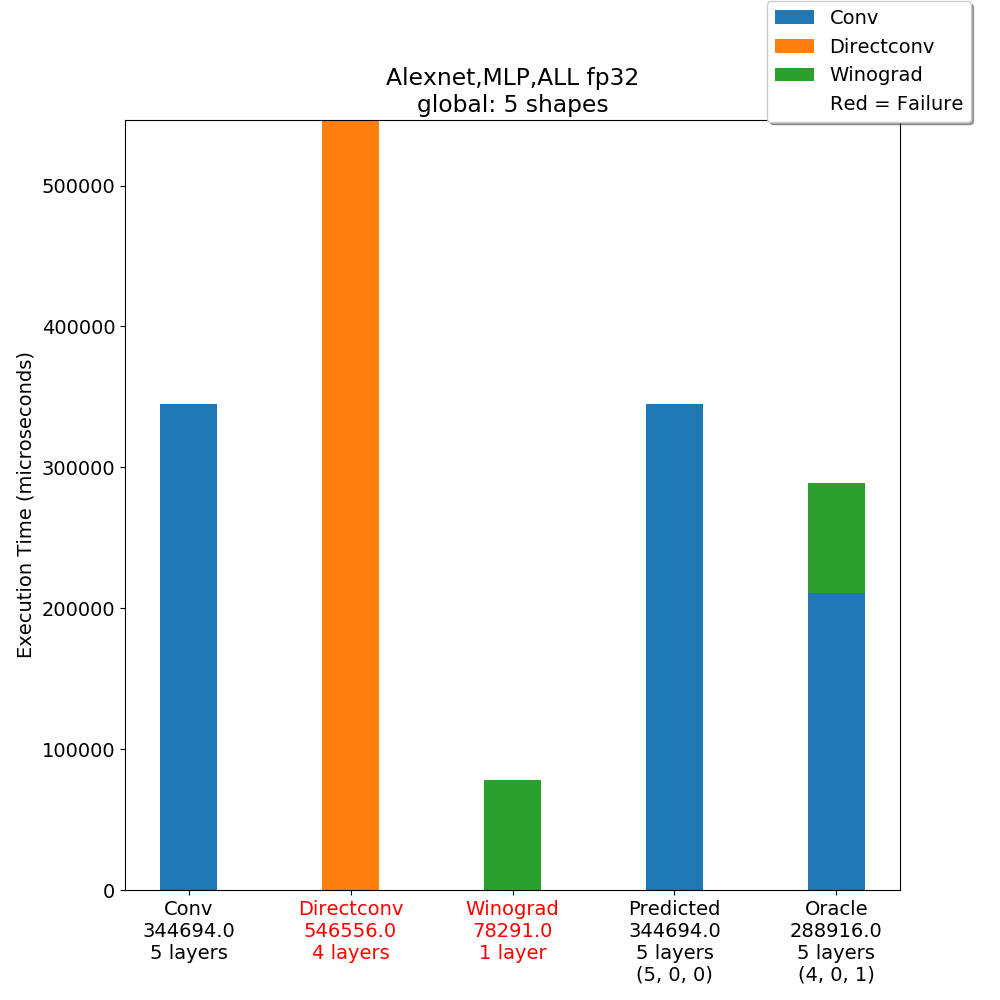 Conv
Directconv
Winograd
Red = Failure
Alexnet,MLP,ALL fp32
global: 5 shapes
Execution Time (microseconds)
500000
400000
300000
200000
100000
0
Conv
344694.0
5 layers
Directconv
546556.0
4 layers
Winograd
78291.0
1 layer
Predicted
344694.0
5 layers
(5, 0, 0)
Oracle
288916.0
5 layers
(4, 0, 1)